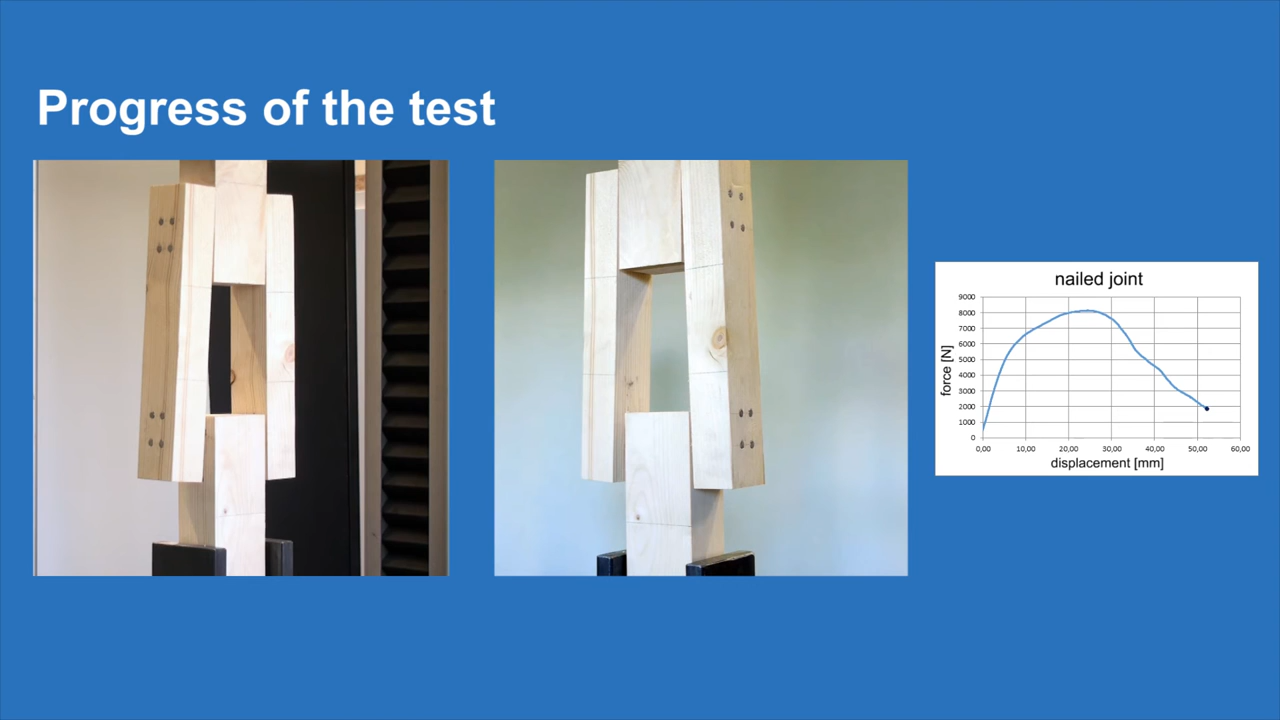 Progress of the test
nailed joint
9000
8000
7000
6000
5000
4000
3000
2000
1000
0
force [N]
0,00 10,00 20,00 30,00 40,00 50,00 60,00
displacement [mm]